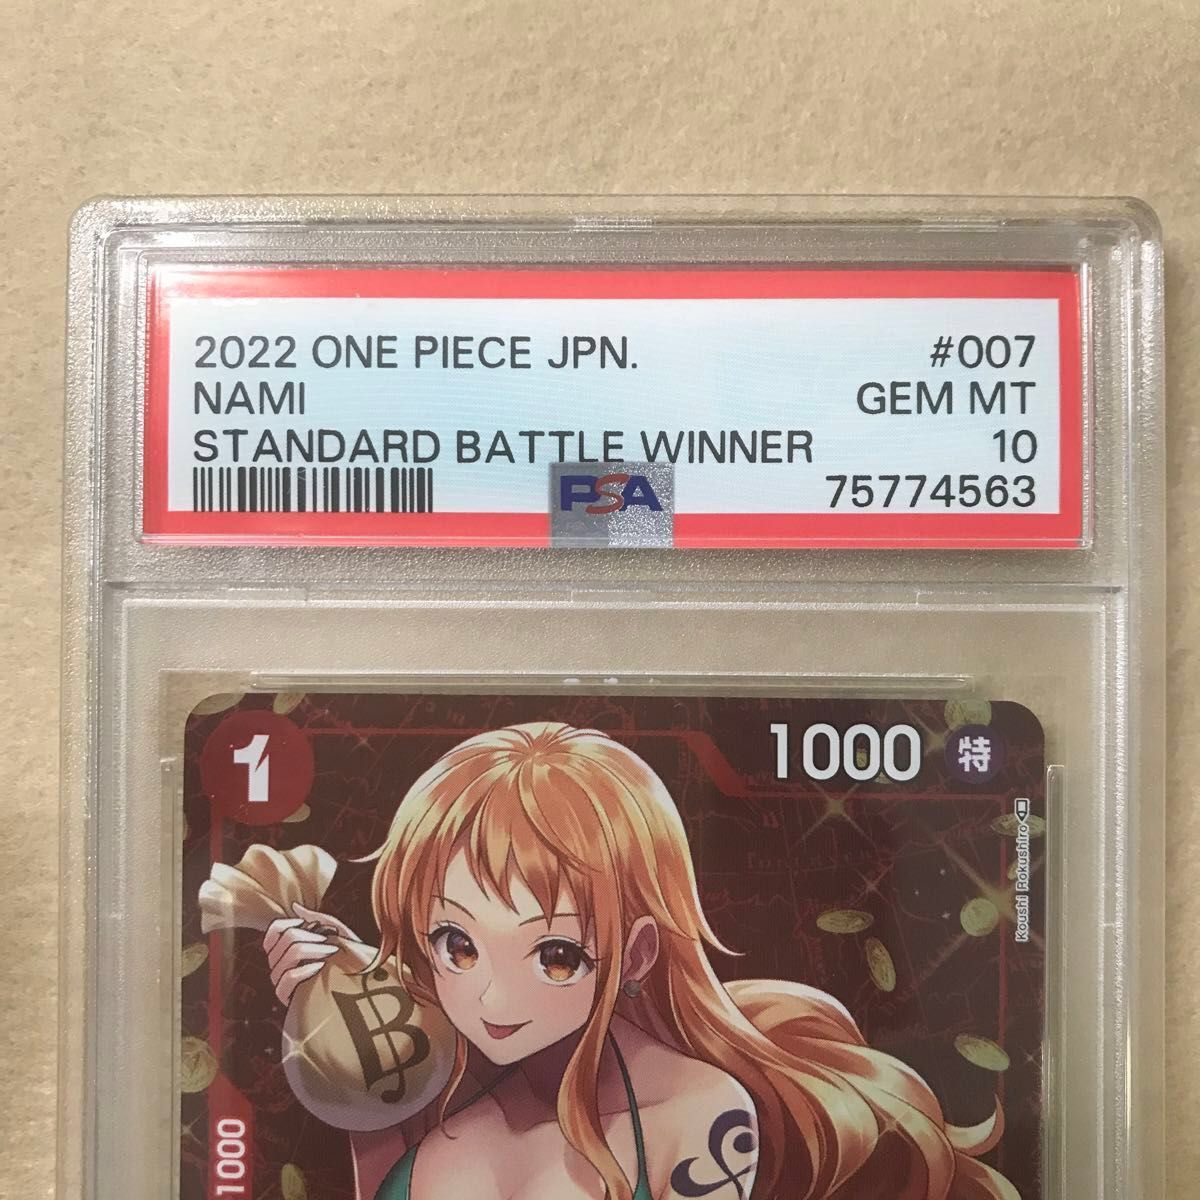 2022 ONE PIECE JPN. #007
NAMI GEM MT
STANDARD BATTLE WINNER 10
PSA 75774563
1 1000 特
Koushi Rokushiro
B
1000